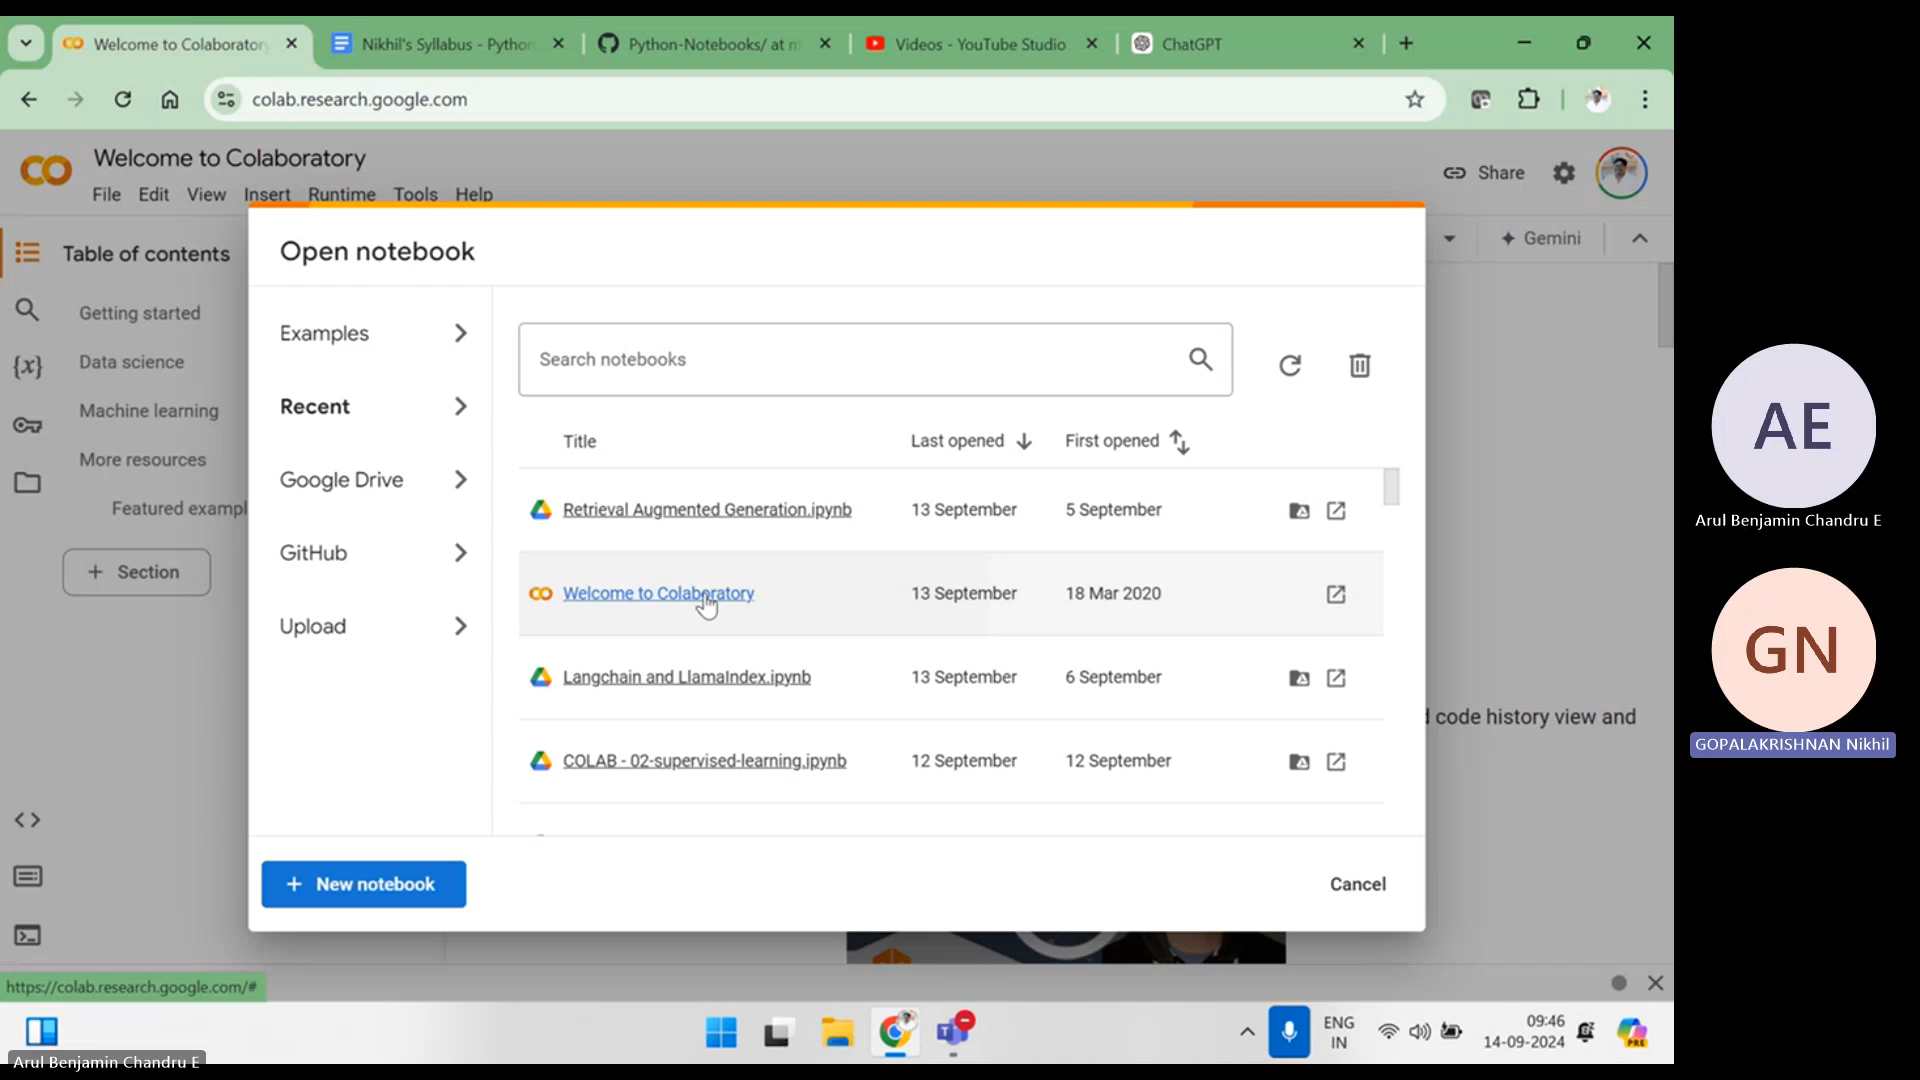 Welcome to Colaboratory
Nikhil's Syllabus - Python
Python-Notebooks/ at m
Videos - YouTube Studio
ChatGPT
colab.research.google.com
Welcome to Colaboratory
File Edit View Insert Runtime Tools Help
Share
Gemini
Table of contents
Getting started
Data science
Machine learning
More resources
Featured exampl
+ Section
Open notebook
Examples
Recent
Google Drive
GitHub
Upload
Search notebooks
Title Last opened First opened
Retrieval Augmented Generation.ipynb 13 September 5 September
Welcome to Colaboratory 13 September 18 Mar 2020
Langchain and LlamaIndex.ipynb 13 September 6 September
COLAB - 02-supervised-learning.ipynb 12 September 12 September
+ New notebook
Cancel
d code history view and
https://colab.research.google.com/#
ENG
IN
09:46
14-09-2024
PRE
Arul Benjamin Chandru E
AE
Arul Benjamin Chandru E
GN
GOPALAKRISHNAN Nikhil